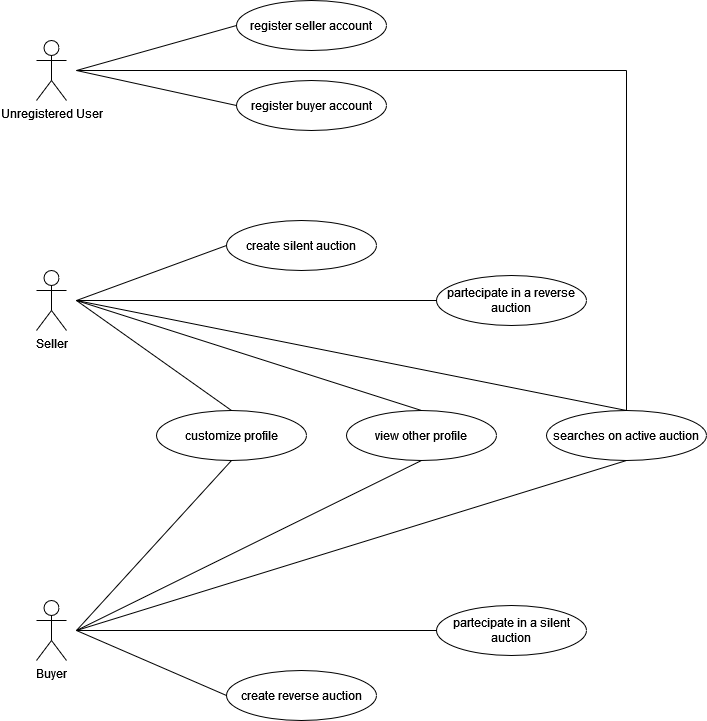 register seller account
register buyer account
Unregistered User
create silent auction
partecipate in a reverse
auction
Seller
customize profile
view other profile
searches on active auction
partecipate in a silent
auction
Buyer
create reverse auction